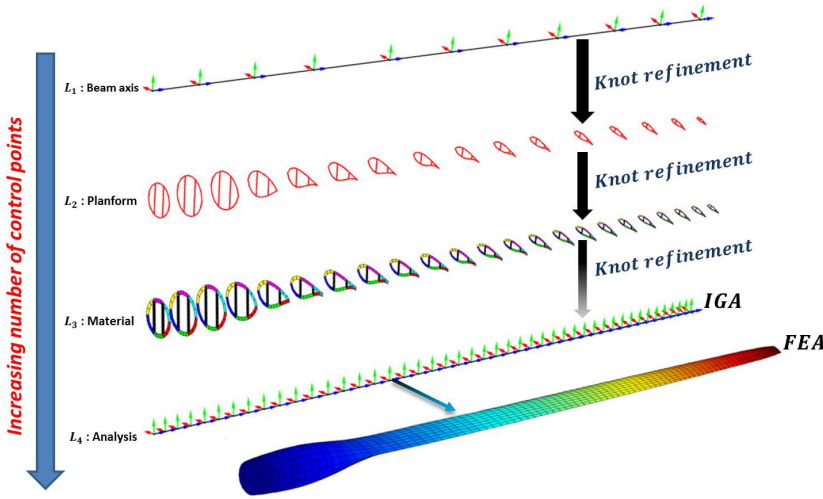 Increasing number of control points
L₁ : Beam axis
Knot refinement
L₂ : Planform
Knot refinement
L₃ : Material
Knot refinement
IGA
FEA
L₄ : Analysis